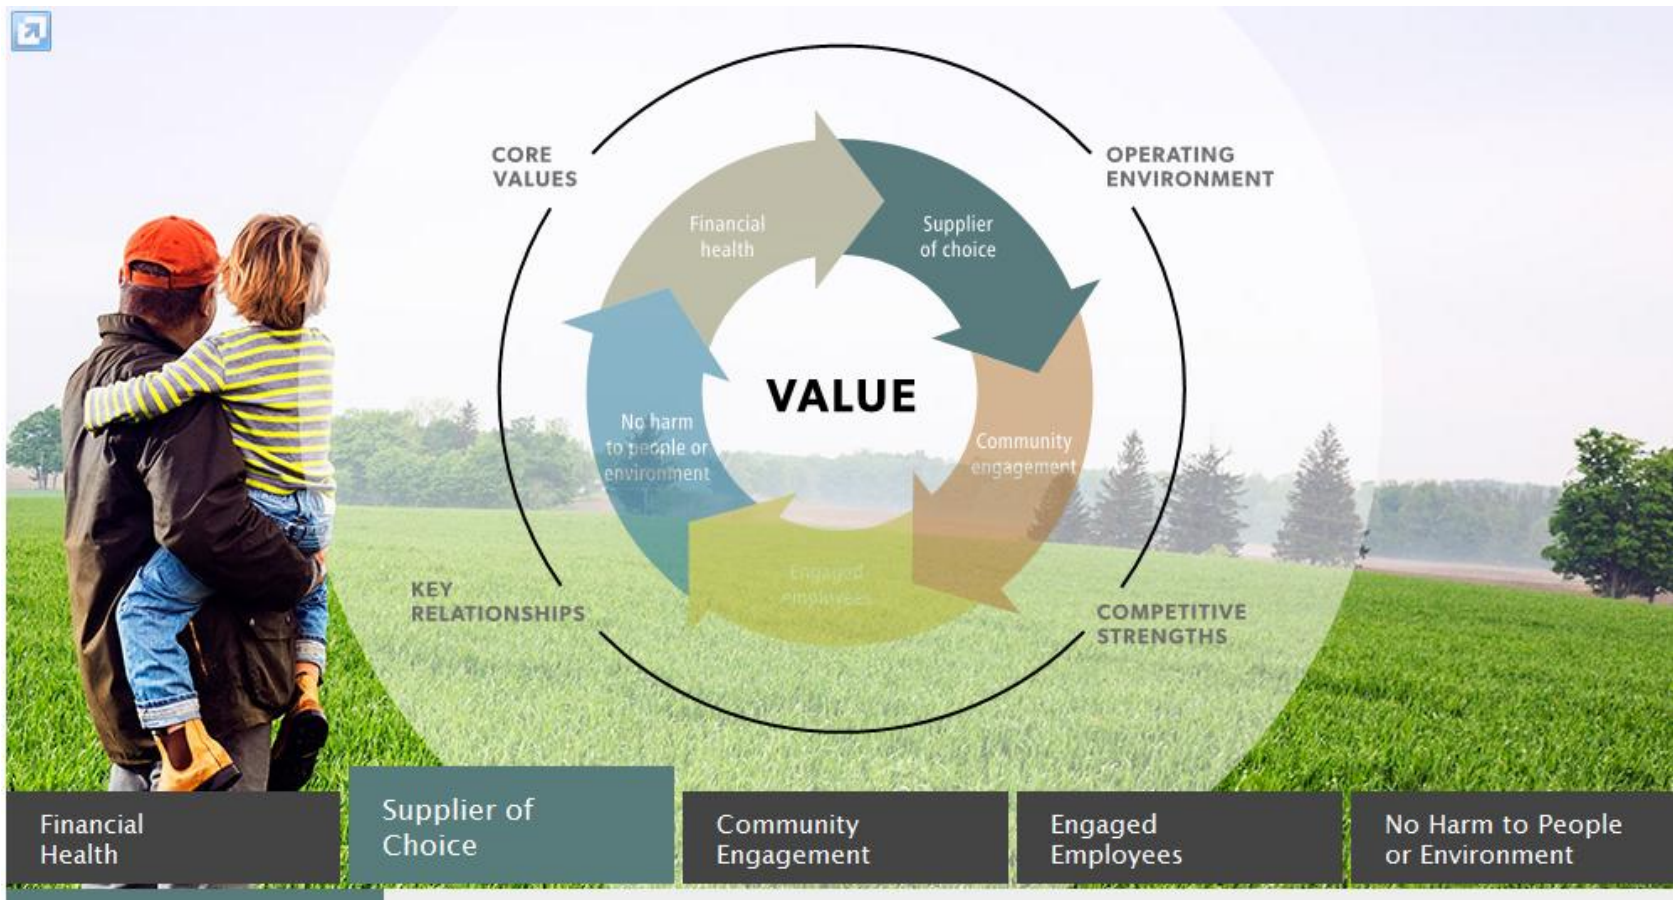 CORE
VALUES
OPERATING
ENVIRONMENT
Financial
health
Supplier
of choice
VALUE
No harm
to people or
environment
Community
engagement
Engaged
employees
KEY
RELATIONSHIPS
COMPETITIVE
STRENGTHS
Financial
Health
Supplier of
Choice
Community
Engagement
Engaged
Employees
No Harm to People
or Environment